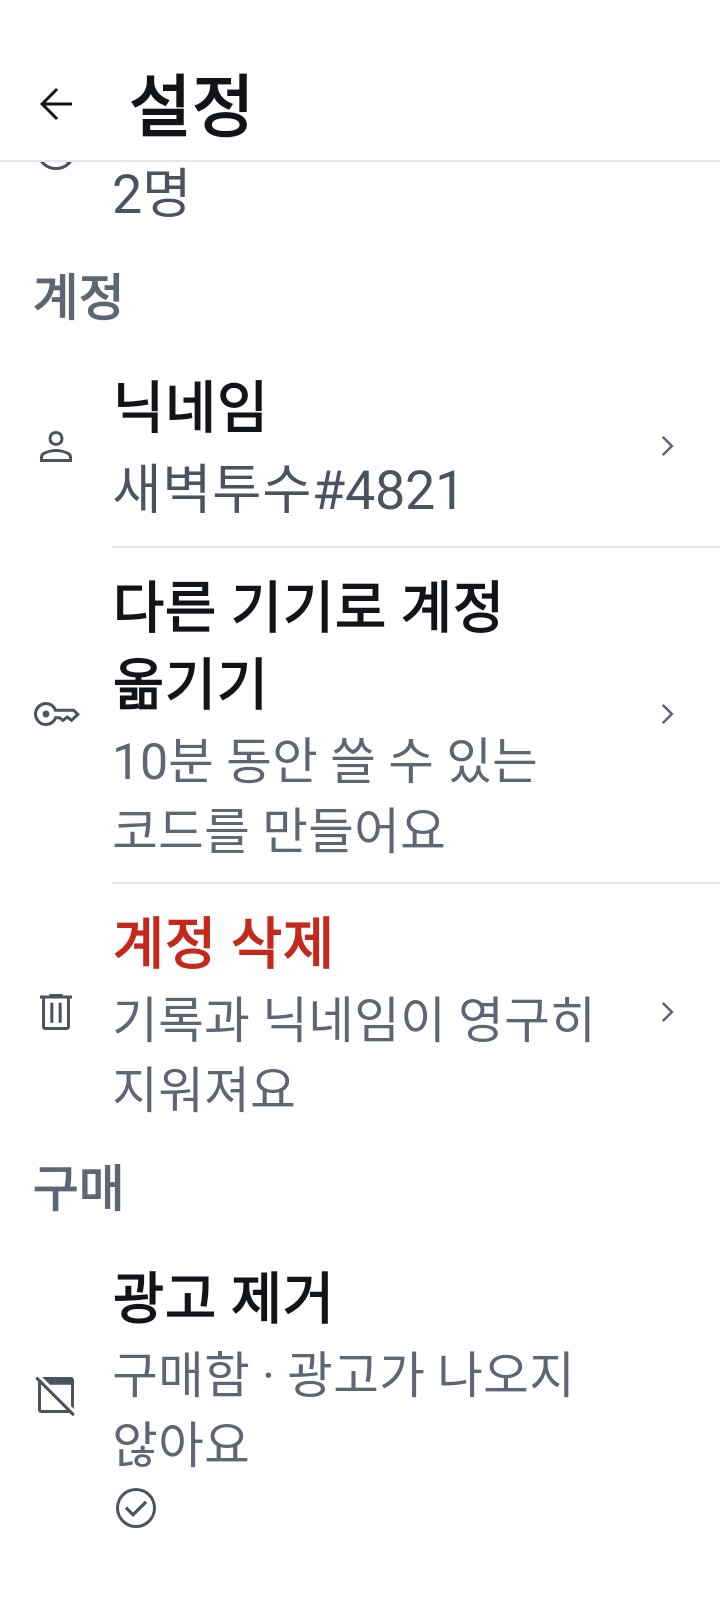 설정
2명
계정
닉네임
새벽투수#4821
다른 기기로 계정
옮기기
10분 동안 쓸 수 있는
코드를 만들어요
계정 삭제
기록과 닉네임이 영구히
지워져요
구매
광고 제거
구매함 · 광고가 나오지
않아요